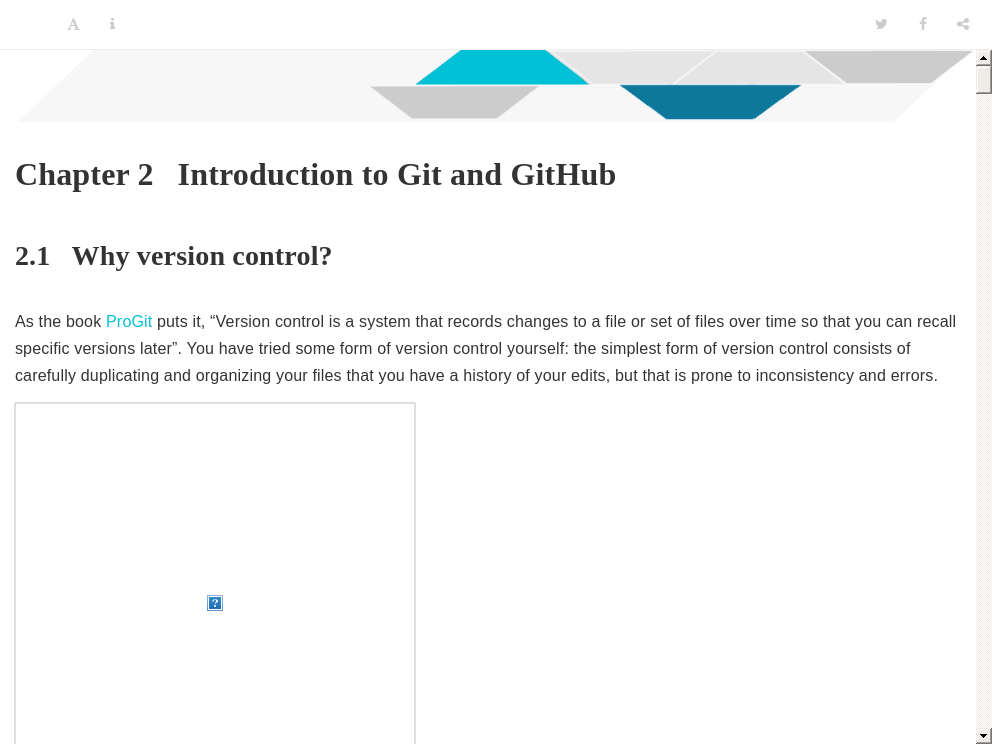 Chapter 2 Introduction to Git and GitHub
2.1 Why version control?
As the book ProGit puts it, “Version control is a system that records changes to a file or set of files over time so that you can recall
specific versions later”. You have tried some form of version control yourself: the simplest form of version control consists of
carefully duplicating and organizing your files that you have a history of your edits, but that is prone to inconsistency and errors.